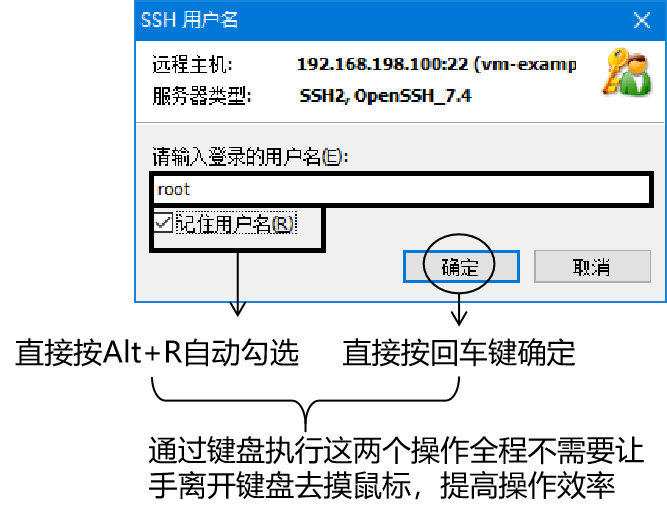 SSH 用户名
远程主机: 192.168.198.100:22 (vm-examp
服务器类型: SSH2, OpenSSH_7.4
请输入登录的用户名(E):
root
记住用户名(R)
确定 取消
直接按Alt+R自动勾选 直接按回车键确定
通过键盘执行这两个操作全程不需要让
手离开键盘去摸鼠标，提高操作效率